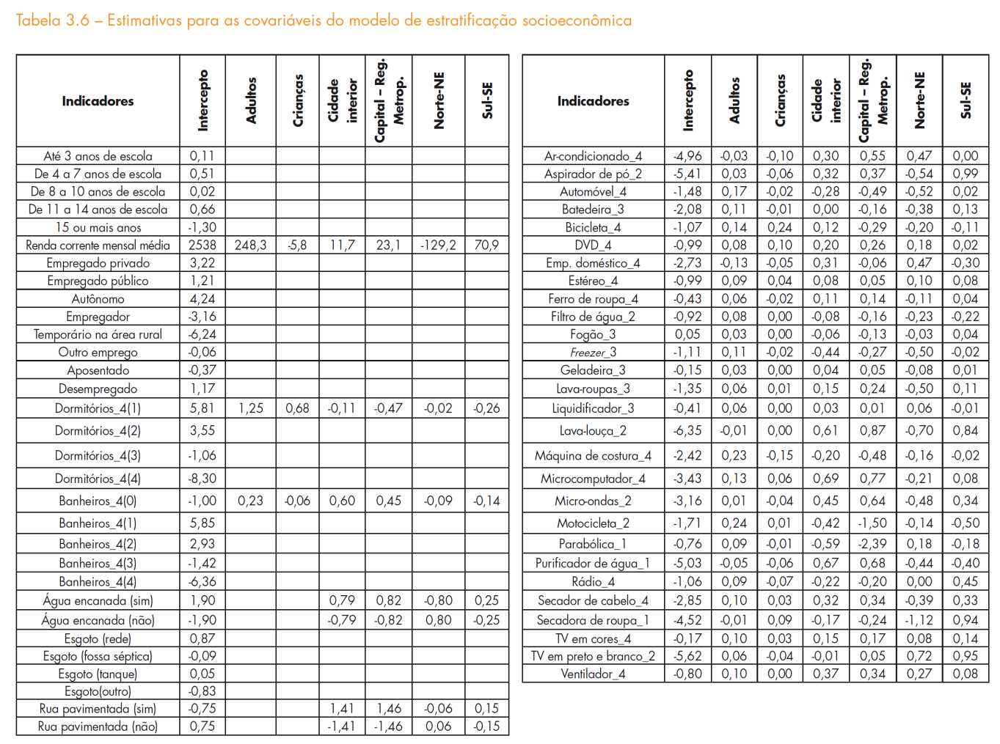 Tabela 3.6 – Estimativas para as covariáveis do modelo de estratificação socioeconômica
Indicadores Intercepto Adultos Crianças Cidade interior Capital – Reg. Metrop. Norte-NE Sul-SE
Até 3 anos de escola 0,11
De 4 a 7 anos de escola 0,51
De 8 a 10 anos de escola 0,02
De 11 a 14 anos de escola 0,66
15 ou mais anos -1,30
Renda corrente mensal média 2538 248,3 -5,8 11,7 23,1 -129,2 70,9
Empregado privado 3,22
Empregado público 1,21
Autônomo 4,24
Empregador -3,16
Temporário na área rural -6,24
Outro emprego -0,06
Aposentado -0,37
Desempregado 1,17
Dormitórios_4(1) 5,81 1,25 0,68 -0,11 -0,47 -0,02 -0,26
Dormitórios_4(2) 3,55
Dormitórios_4(3) -1,06
Dormitórios_4(4) -8,30
Banheiros_4(0) -1,00 0,23 -0,06 0,60 0,45 -0,09 -0,14
Banheiros_4(1) 5,85
Banheiros_4(2) 2,93
Banheiros_4(3) -1,42
Banheiros_4(4) -6,36
Água encanada (sim) 1,90 0,79 0,82 -0,80 0,25
Água encanada (não) -1,90 -0,79 -0,82 0,80 -0,25
Esgoto (rede) 0,87
Esgoto (fossa séptica) -0,09
Esgoto (tanque) 0,05
Esgoto(outro) -0,83
Rua pavimentada (sim) -0,75 1,41 1,46 -0,06 0,15
Rua pavimentada (não) 0,75 -1,41 -1,46 0,06 -0,15
Indicadores Intercepto Adultos Crianças Cidade interior Capital – Reg. Metrop. Norte-NE Sul-SE
Ar-condicionado_4 -4,96 -0,03 -0,10 0,30 0,55 0,47 0,00
Aspirador de pó_2 -5,41 0,03 -0,06 0,32 0,37 -0,54 0,99
Automóvel_4 -1,48 0,17 -0,02 -0,28 -0,49 -0,52 0,02
Batedeira_3 -2,08 0,11 -0,01 0,00 -0,16 -0,38 0,13
Bicicleta_4 -1,07 0,14 0,24 0,12 -0,29 -0,20 -0,11
DVD_4 -0,99 0,08 0,10 0,20 0,26 0,18 0,02
Emp. doméstico_4 -2,73 -0,13 -0,05 0,31 -0,06 0,47 -0,30
Estéreo_4 -0,99 0,09 0,04 0,08 0,05 0,10 0,08
Ferro de roupa_4 -0,43 0,06 -0,02 0,11 0,14 -0,11 0,04
Filtro de água_2 -0,92 0,08 0,00 -0,08 -0,16 -0,23 -0,22
Fogão_3 0,05 0,03 0,00 -0,06 -0,13 -0,03 0,04
Freezer_3 -1,11 0,11 -0,02 -0,44 -0,27 -0,50 -0,02
Geladeira_3 -0,15 0,03 0,00 0,04 0,05 -0,08 0,01
Lava-roupas_3 -1,35 0,06 0,01 0,15 0,24 -0,50 0,11
Liquidificador_3 -0,41 0,06 0,00 0,03 0,01 0,06 -0,01
Lava-louça_2 -6,35 -0,01 0,00 0,61 0,87 -0,70 0,84
Máquina de costura_4 -2,42 0,23 -0,15 -0,20 -0,48 -0,16 -0,02
Microcomputador_4 -3,43 0,13 0,06 0,69 0,77 -0,21 0,08
Micro-ondas_2 -3,16 0,01 -0,04 0,45 0,64 -0,48 0,34
Motocicleta_2 -1,71 0,24 0,01 -0,42 -1,50 -0,14 -0,50
Parabólica_1 -0,76 0,09 -0,01 -0,59 -2,39 0,18 -0,18
Purificador de água_1 -5,03 -0,05 -0,06 0,67 0,68 -0,44 -0,40
Rádio_4 -1,06 0,09 -0,07 -0,22 -0,20 0,00 0,45
Secador de cabelo_4 -2,85 0,10 0,03 0,32 0,34 -0,39 0,33
Secadora de roupa_1 -4,52 -0,01 0,09 -0,17 -0,24 -1,12 0,94
TV em cores_4 -0,17 0,10 0,03 0,15 0,17 0,08 0,14
TV em preto e branco_2 -5,62 0,06 -0,04 -0,01 0,05 0,72 0,95
Ventilador_4 -0,80 0,10 0,00 0,37 0,34 0,27 0,08